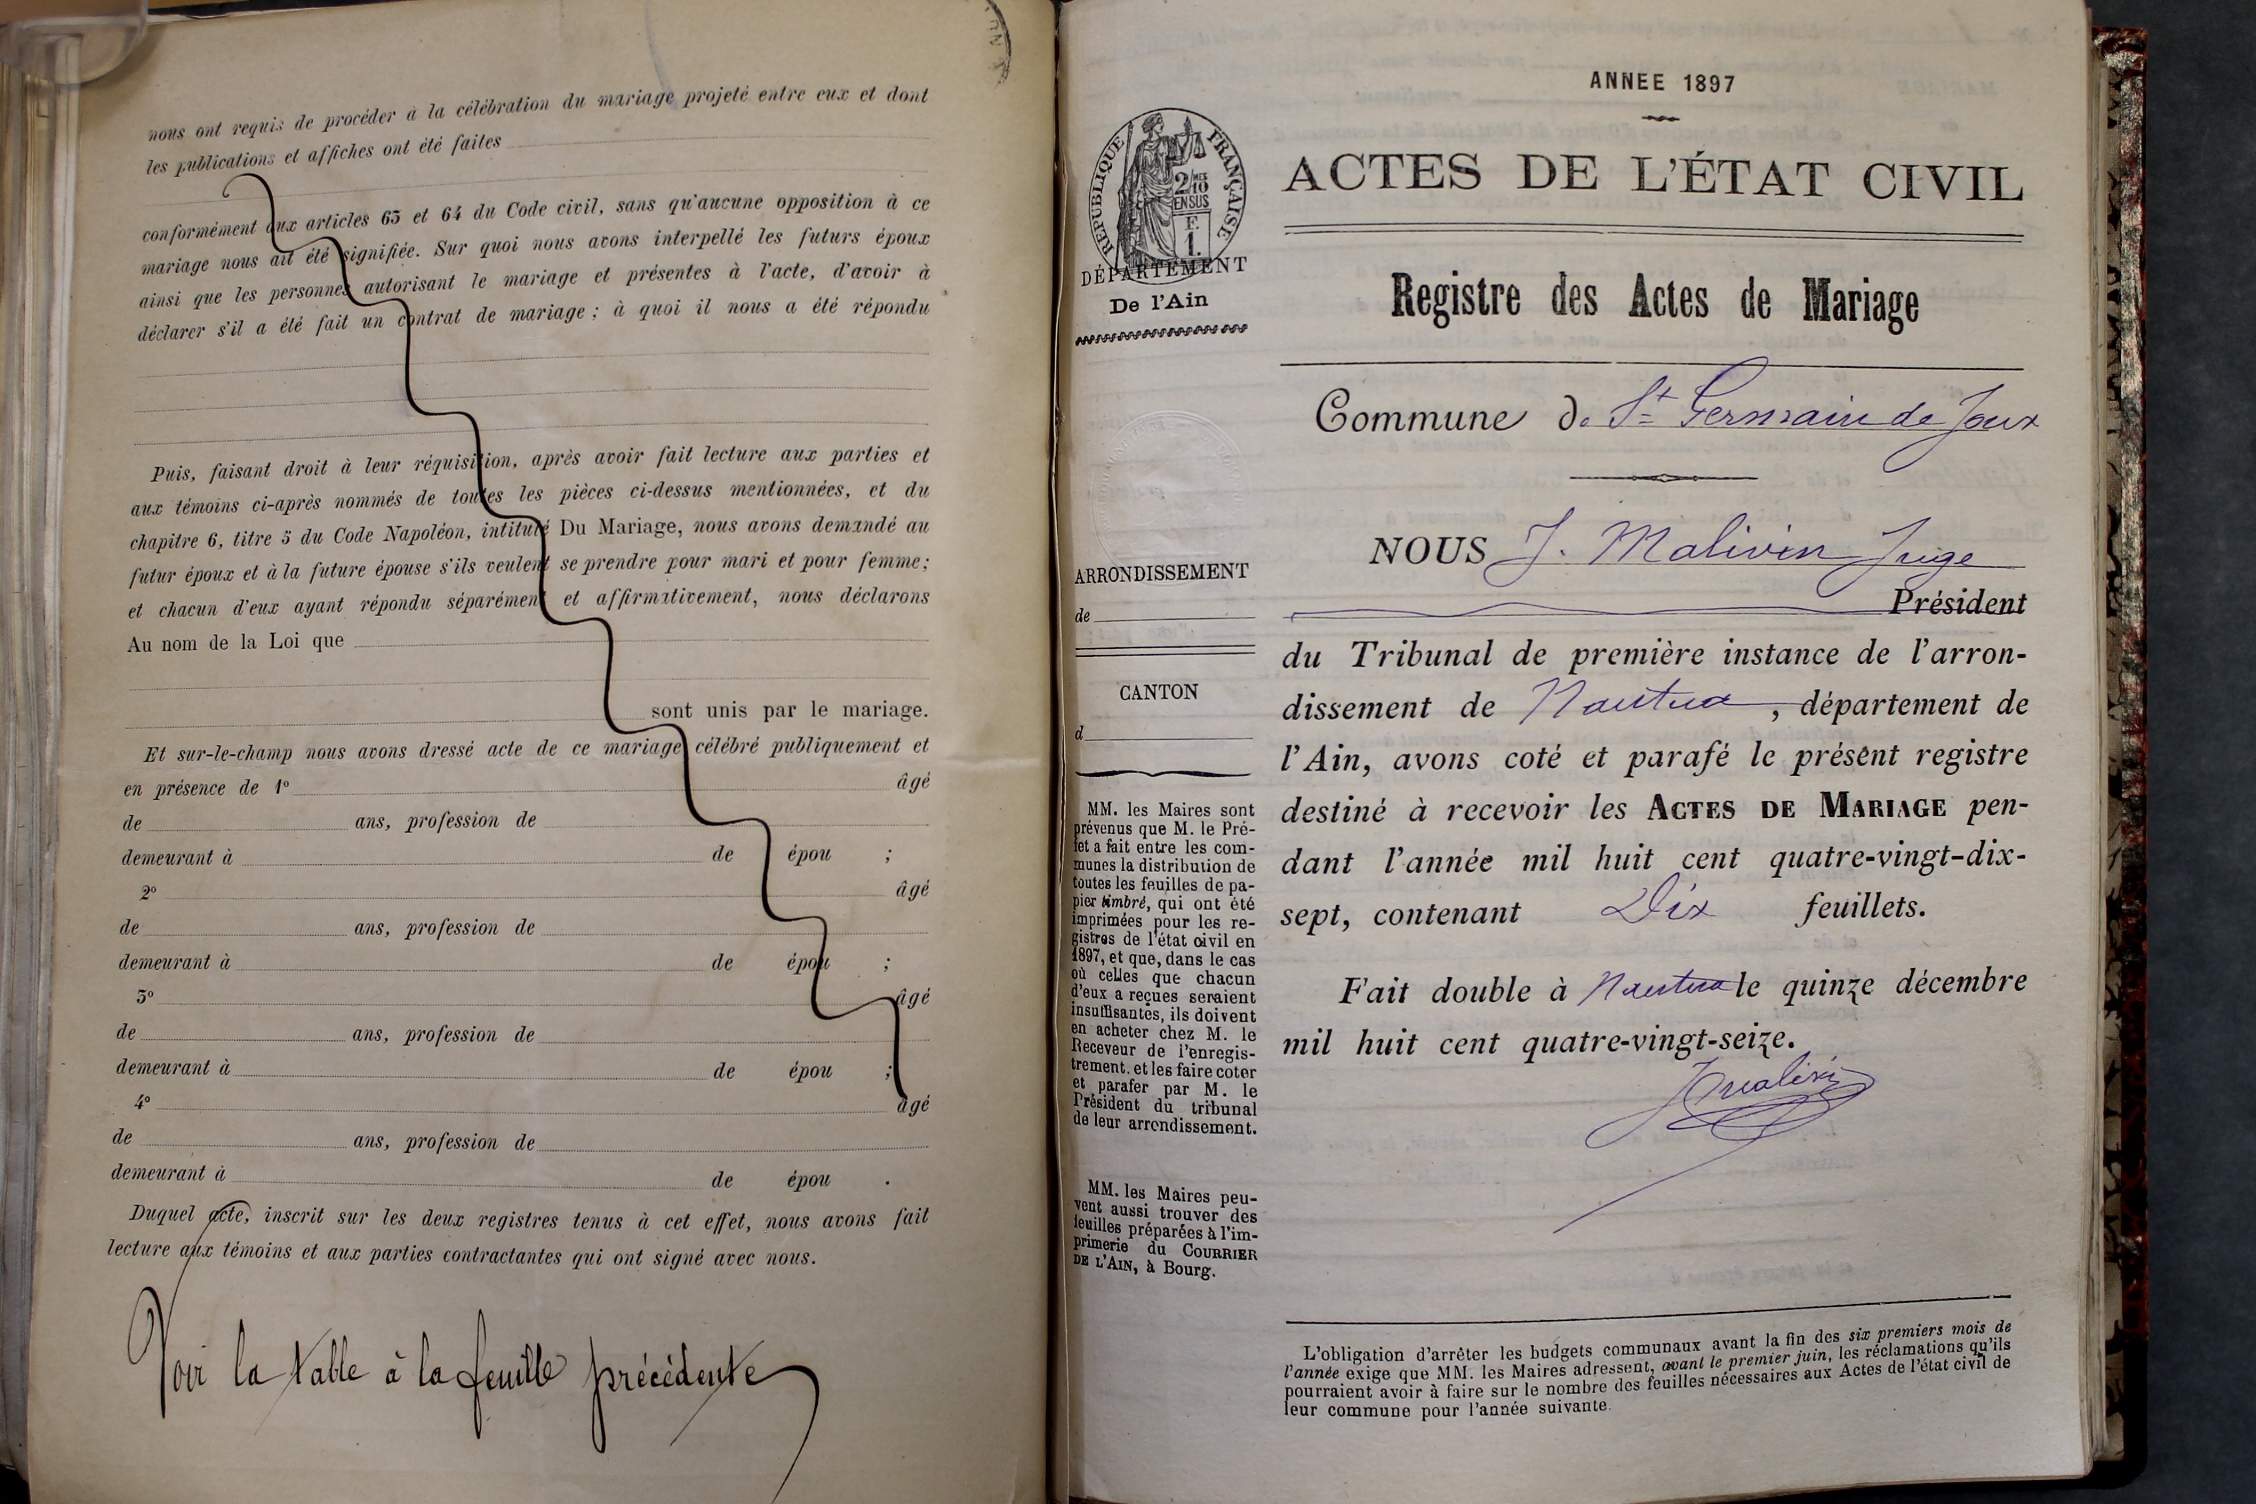 nous ont requis de procéder à la célébration du mariage projeté entre eux et dont
les publications et affiches ont été faites
conformément aux articles 63 et 64 du Code civil, sans qu'aucune opposition à ce
mariage nous ait été signifiée. Sur quoi nous avons interpellé les futurs époux
ainsi que les personnes autorisant le mariage et présentes à l'acte, d'avoir à
déclarer s'il a été fait un contrat de mariage ; à quoi il nous a été répondu
Puis, faisant droit à leur réquisition, après avoir fait lecture aux parties et
aux témoins ci-après nommés de toutes les pièces ci-dessus mentionnées, et du
chapitre 6, titre 5 du Code Napoléon, intitulé Du Mariage, nous avons demandé au
futur époux et à la future épouse s'ils veulent se prendre pour mari et pour femme ;
et chacun d'eux ayant répondu séparément et affirmativement, nous déclarons
Au nom de la Loi que
sont unis par le mariage.
Et sur-le-champ nous avons dressé acte de ce mariage célébré publiquement et
en présence de 1º âgé
de ans, profession de
demeurant à de épou ;
2º âgé
de ans, profession de
demeurant à de épou ;
3º âgé
de ans, profession de
demeurant à de épou ;
4º âgé
de ans, profession de
demeurant à de épou .
Duquel acte, inscrit sur les deux registres tenus à cet effet, nous avons fait
lecture aux témoins et aux parties contractantes qui ont signé avec nous.
Voir la table à la feuille précédente
ANNEE 1897
RÉPUBLIQUE FRANÇAISE
2/10 MES
EN SUS
F.
1.
DÉPARTEMENT
De l'Ain
ACTES DE L'ÉTAT CIVIL
Registre des Actes de Mariage
Commune de St Germain de Joux
ARRONDISSEMENT
de
CANTON
d
MM. les Maires sont
prévenus que M. le Pré-
fet a fait entre les com-
munes la distribution de
toutes les feuilles de pa-
pier timbré, qui ont été
imprimées pour les re-
gistres de l'état civil en
1897, et que, dans le cas
où celles que chacun
d'eux a reçues seraient
insuffisantes, ils doivent
en acheter chez M. le
Receveur de l'enregis-
trement, et les faire coter
et parafer par M. le
Président du tribunal
de leur arrondissement.
MM. les Maires peu-
vent aussi trouver des
feuilles préparées à l'im-
primerie du COURRIER
DE L'AIN, à Bourg.
NOUS J. Malivin Juge
Président
du Tribunal de première instance de l'arron-
dissement de Nantua, département de
l'Ain, avons coté et parafé le présent registre
destiné à recevoir les ACTES DE MARIAGE pen-
dant l'année mil huit cent quatre-vingt-dix-
sept, contenant Dix feuillets.
Fait double à Nantua le quinze décembre
mil huit cent quatre-vingt-seize.
JMalivin
L'obligation d'arrêter les budgets communaux avant la fin des six premiers mois de
l'année exige que MM. les Maires adressent, avant le premier juin, les réclamations qu'ils
pourraient avoir à faire sur le nombre des feuilles nécessaires aux Actes de l'état civil de
leur commune pour l'année suivante.